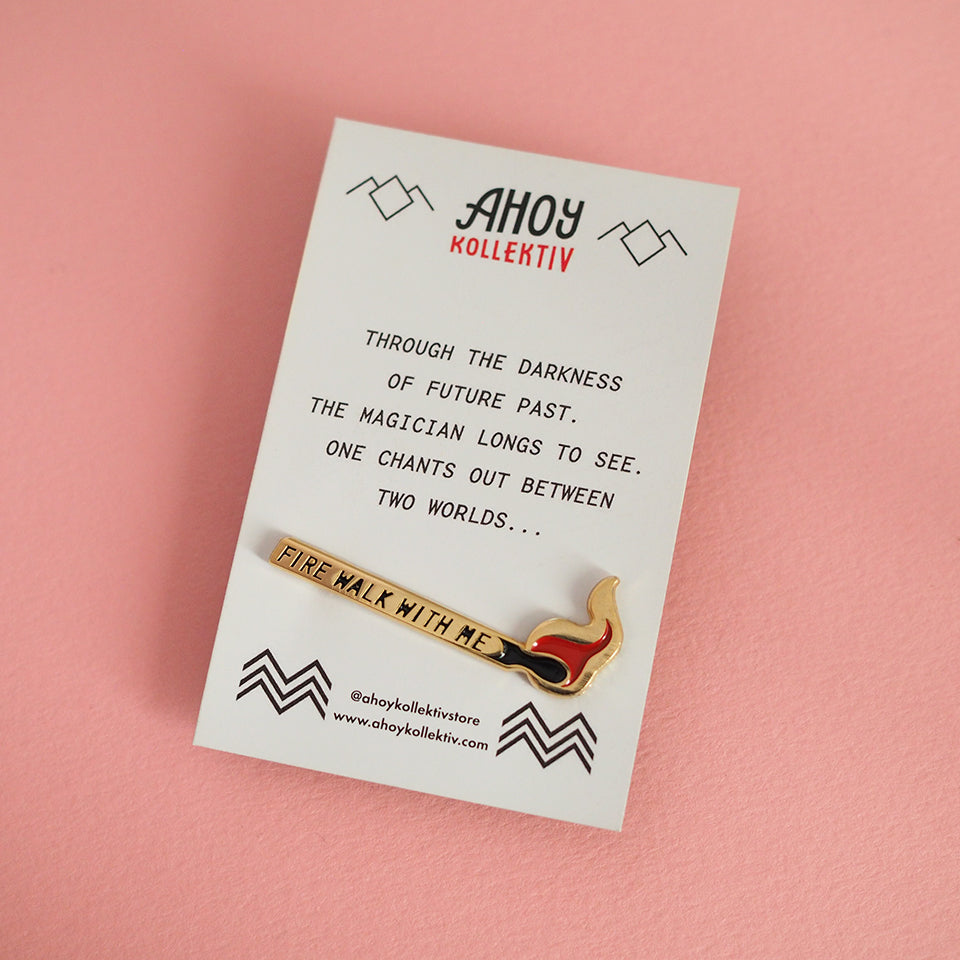 AHOY
KOLLEKTIV
THROUGH THE DARKNESS
OF FUTURE PAST.
THE MAGICIAN LONGS TO SEE.
ONE CHANTS OUT BETWEEN
TWO WORLDS...
FIRE WALK WITH ME
@ahoykollektivstore
www.ahoykollektiv.com